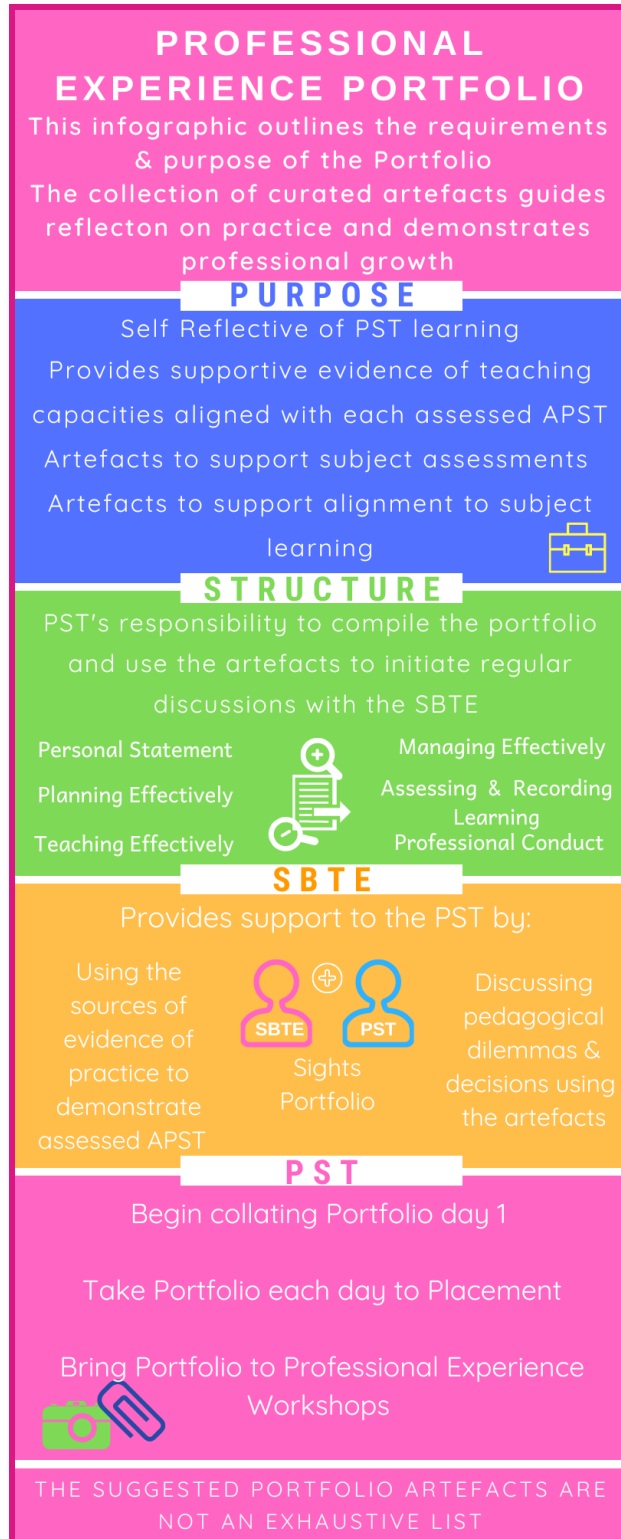 PROFESSIONAL
EXPERIENCE PORTFOLIO
This infographic outlines the requirements
& purpose of the Portfolio
The collection of curated artefacts guides
reflecton on practice and demonstrates
professional growth
PURPOSE
Self Reflective of PST learning
Provides supportive evidence of teaching
capacities aligned with each assessed APST
Artefacts to support subject assessments
Artefacts to support alignment to subject
learning
STRUCTURE
PST's responsibility to compile the portfolio
and use the artefacts to initiate regular
discussions with the SBTE
Personal Statement
Planning Effectively
Teaching Effectively
Managing Effectively
Assessing & Recording
Learning
Professional Conduct
SBTE
Provides support to the PST by:
Using the
sources of
evidence of
practice to
demonstrate
assessed APST
SBTE
PST
Sights
Portfolio
Discussing
pedagogical
dilemmas &
decisions using
the artefacts
PST
Begin collating Portfolio day 1
Take Portfolio each day to Placement
Bring Portfolio to Professional Experience
Workshops
THE SUGGESTED PORTFOLIO ARTEFACTS ARE
NOT AN EXHAUSTIVE LIST